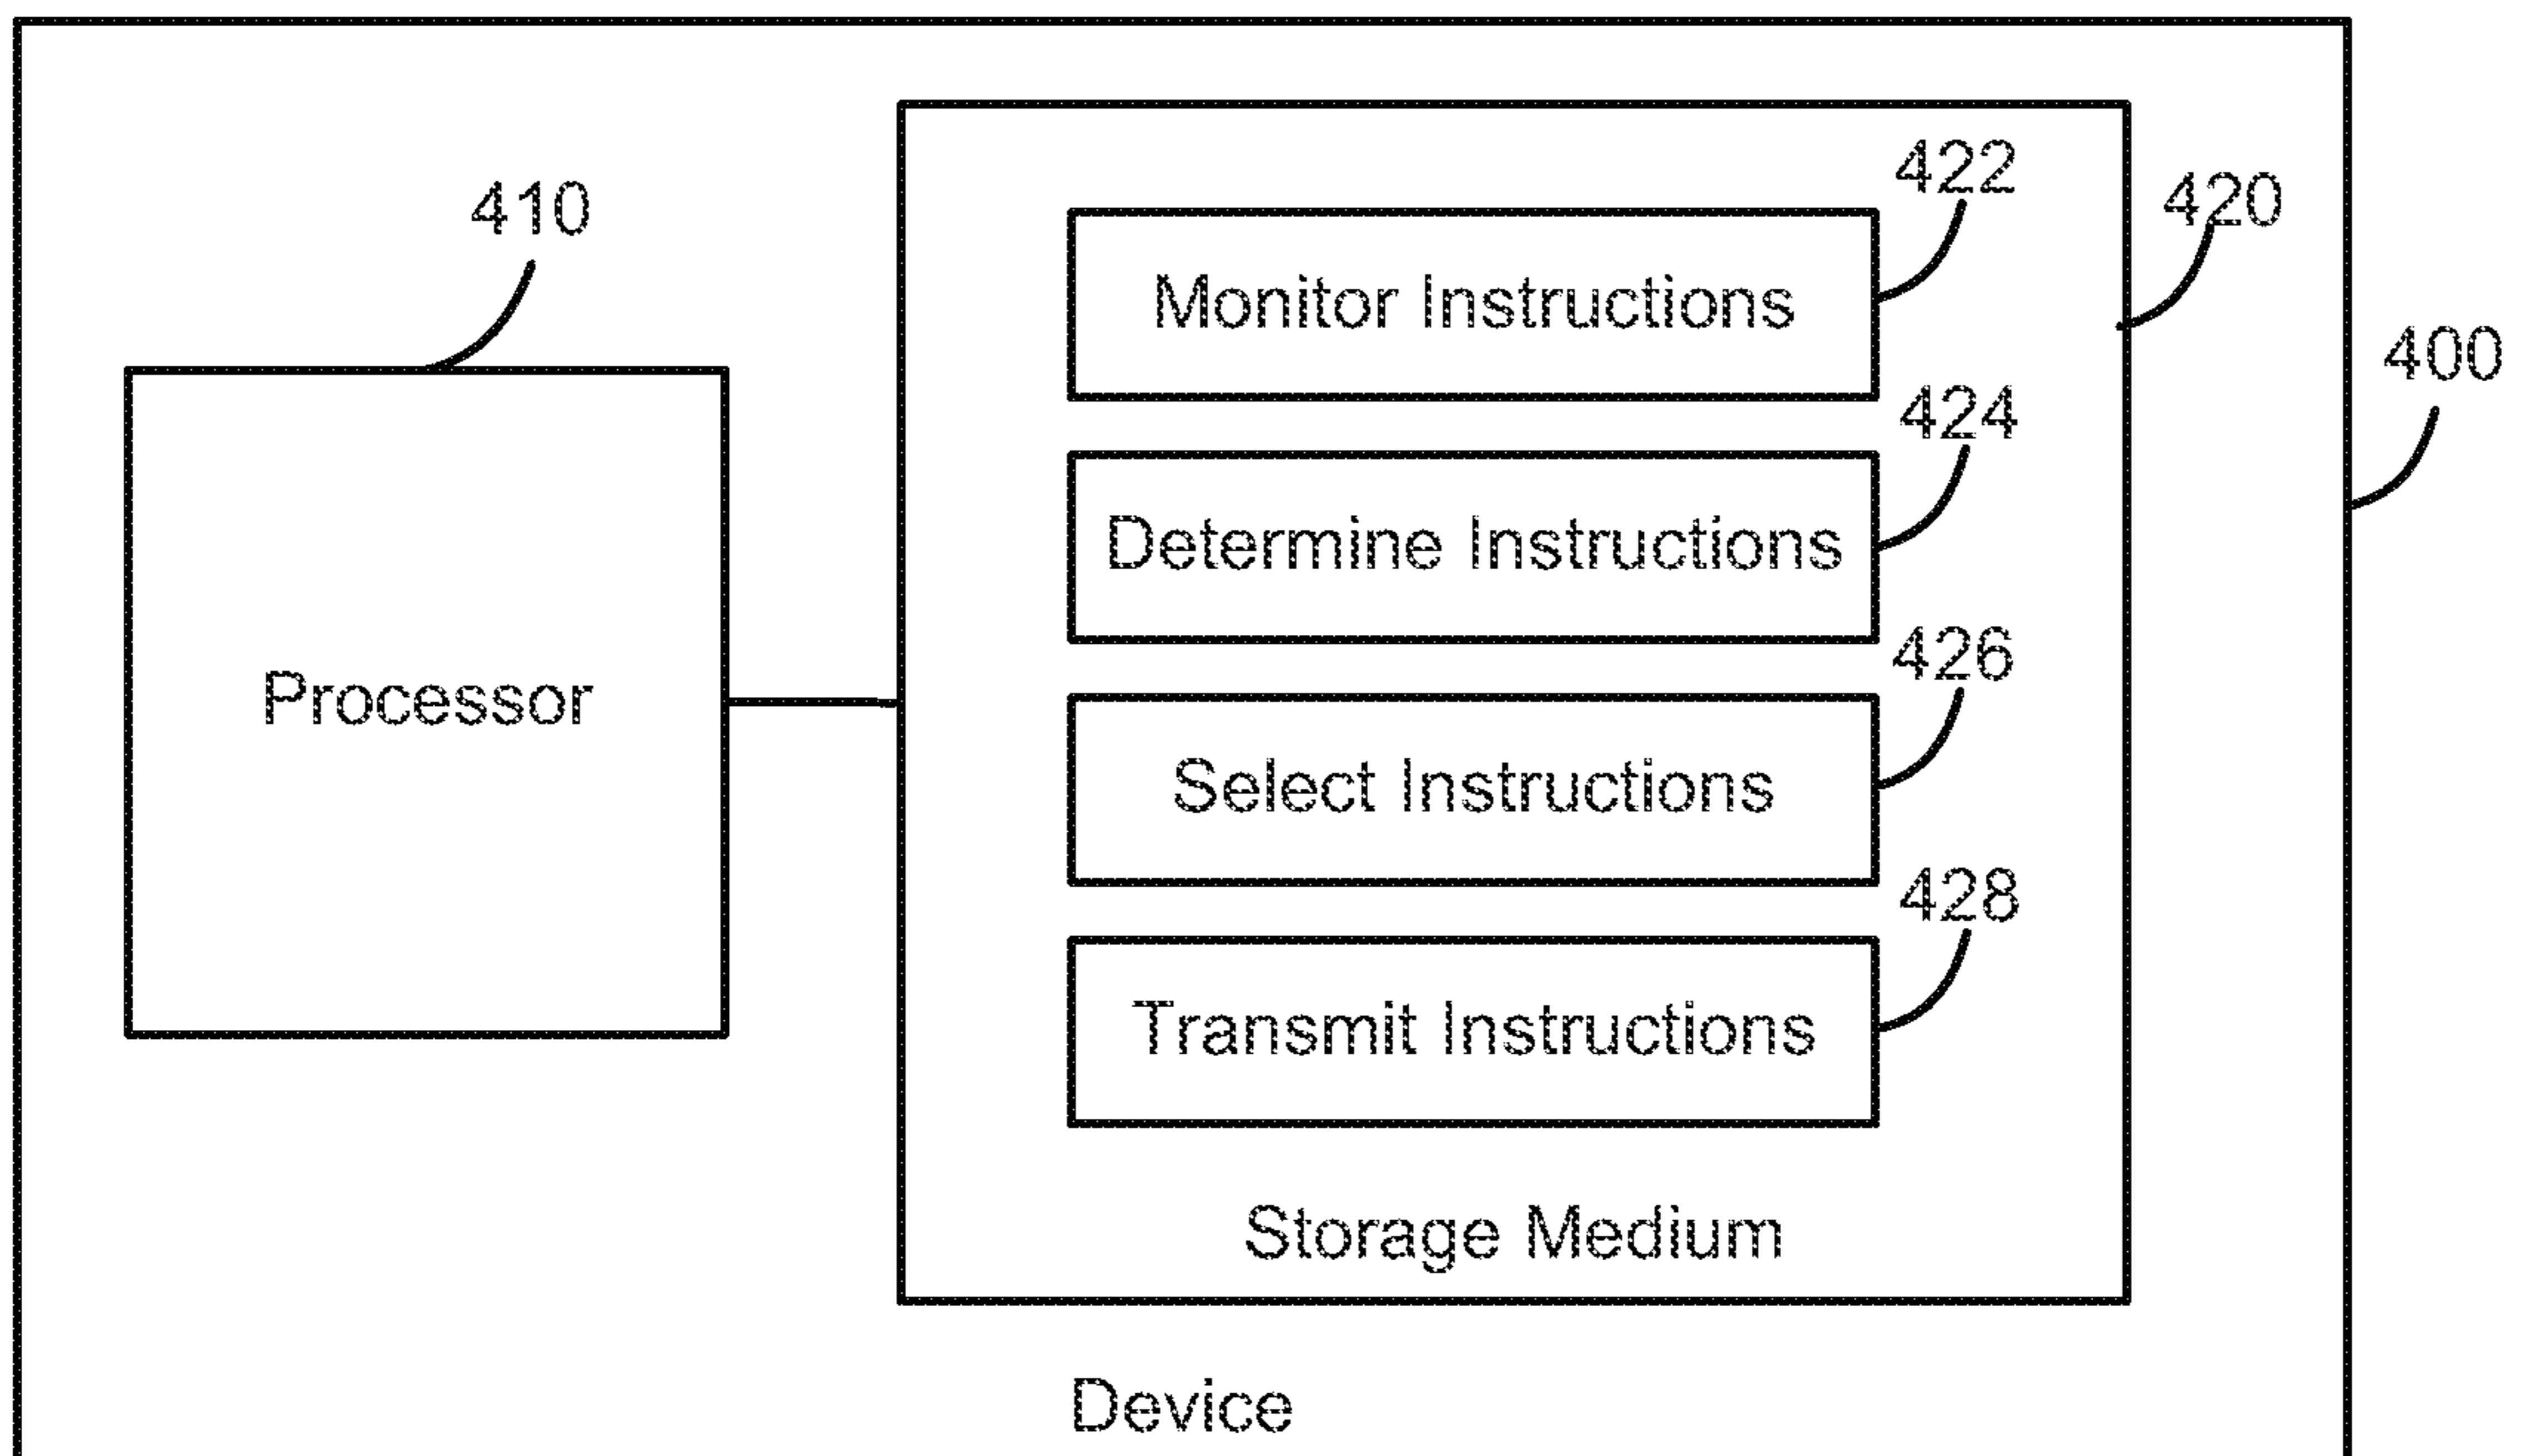 422
420
410
Monitor Instructions
400
424
Determine Instructions
426
Processor
Select Instructions
428
Transmit Instructions
Storage Medium
Device